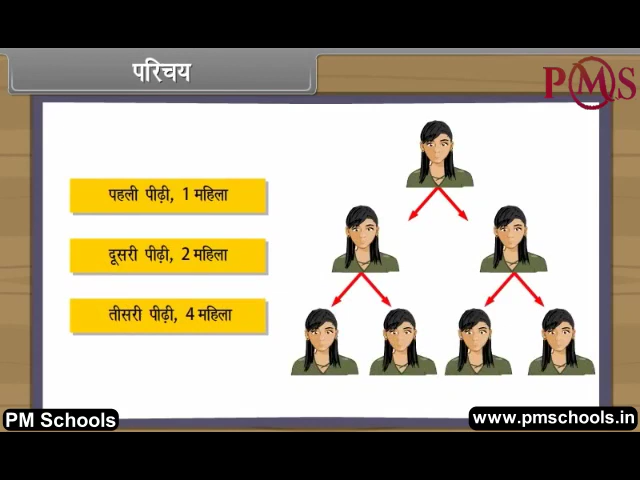 परिचय
PMS
पहली पीढ़ी, 1 महिला
दूसरी पीढ़ी, 2 महिला
तीसरी पीढ़ी, 4 महिला
PM Schools
www.pmschools.in